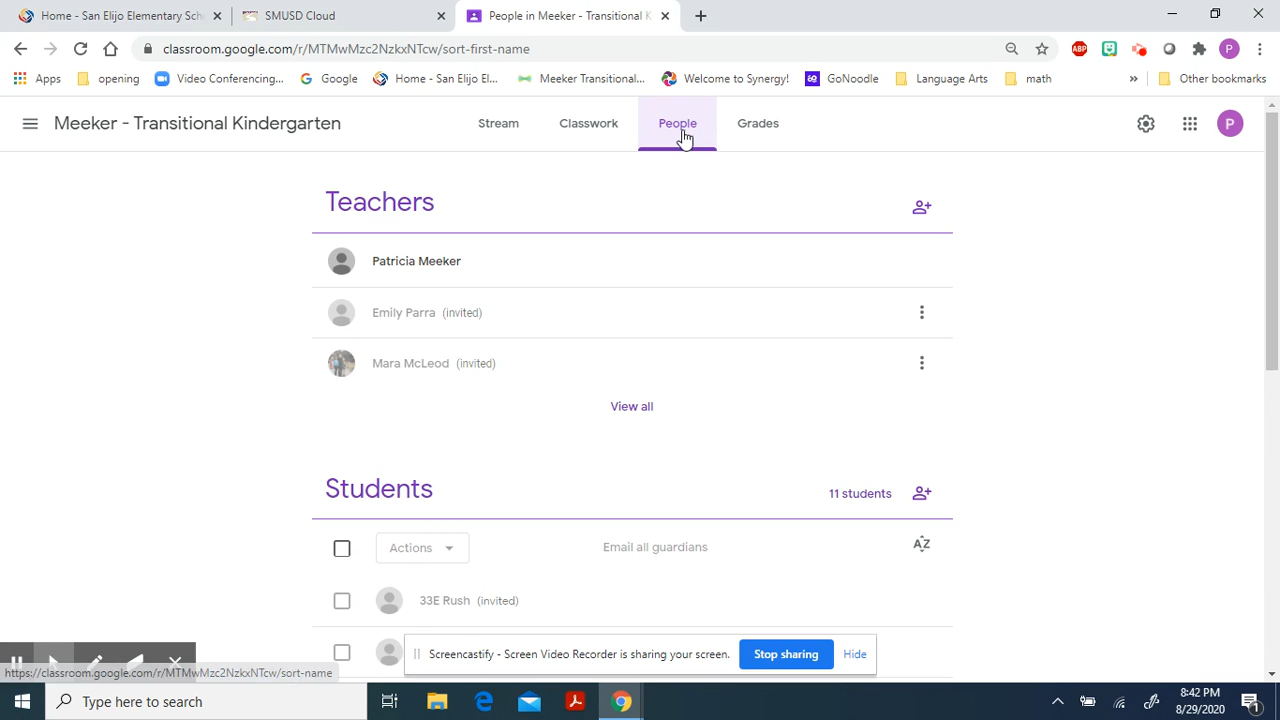 Home - San Elijo Elementary Sch
SMUSD Cloud
People in Meeker - Transitional K
classroom.google.com/r/MTMwMzc2NzkxNTcw/sort-first-name
ABP
P
Apps
opening
Video Conferencing...
Google
Home - San Elijo El...
Meeker Transitional...
Welcome to Synergy!
GoNoodle
Language Arts
math
»
Other bookmarks
Meeker - Transitional Kindergarten
Stream
Classwork
People
Grades
P
Teachers
Patricia Meeker
Emily Parra (invited)
Mara McLeod (invited)
View all
Students
11 students
Actions
Email all guardians
AZ
33E Rush (invited)
Screencastify - Screen Video Recorder is sharing your screen.
Stop sharing
Hide
https://classroom.google.com/r/MTMwMzc2NzkxNTcw/sort-name
Type here to search
8:42 PM
8/29/2020
1